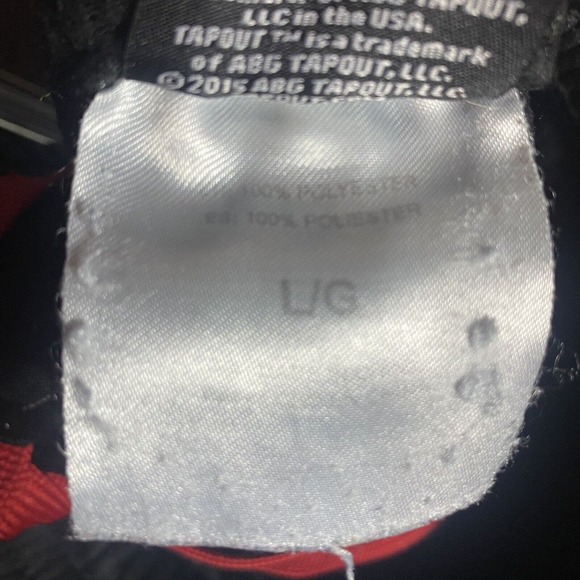 TAPOUT,
LLC in the USA.
TAPOUT™ is a trademark
of ABG TAPOUT, LLC.
© 2015 ABG TAPOUT, LLC
100% POLYESTER
es: 100% POLIESTER
L/G